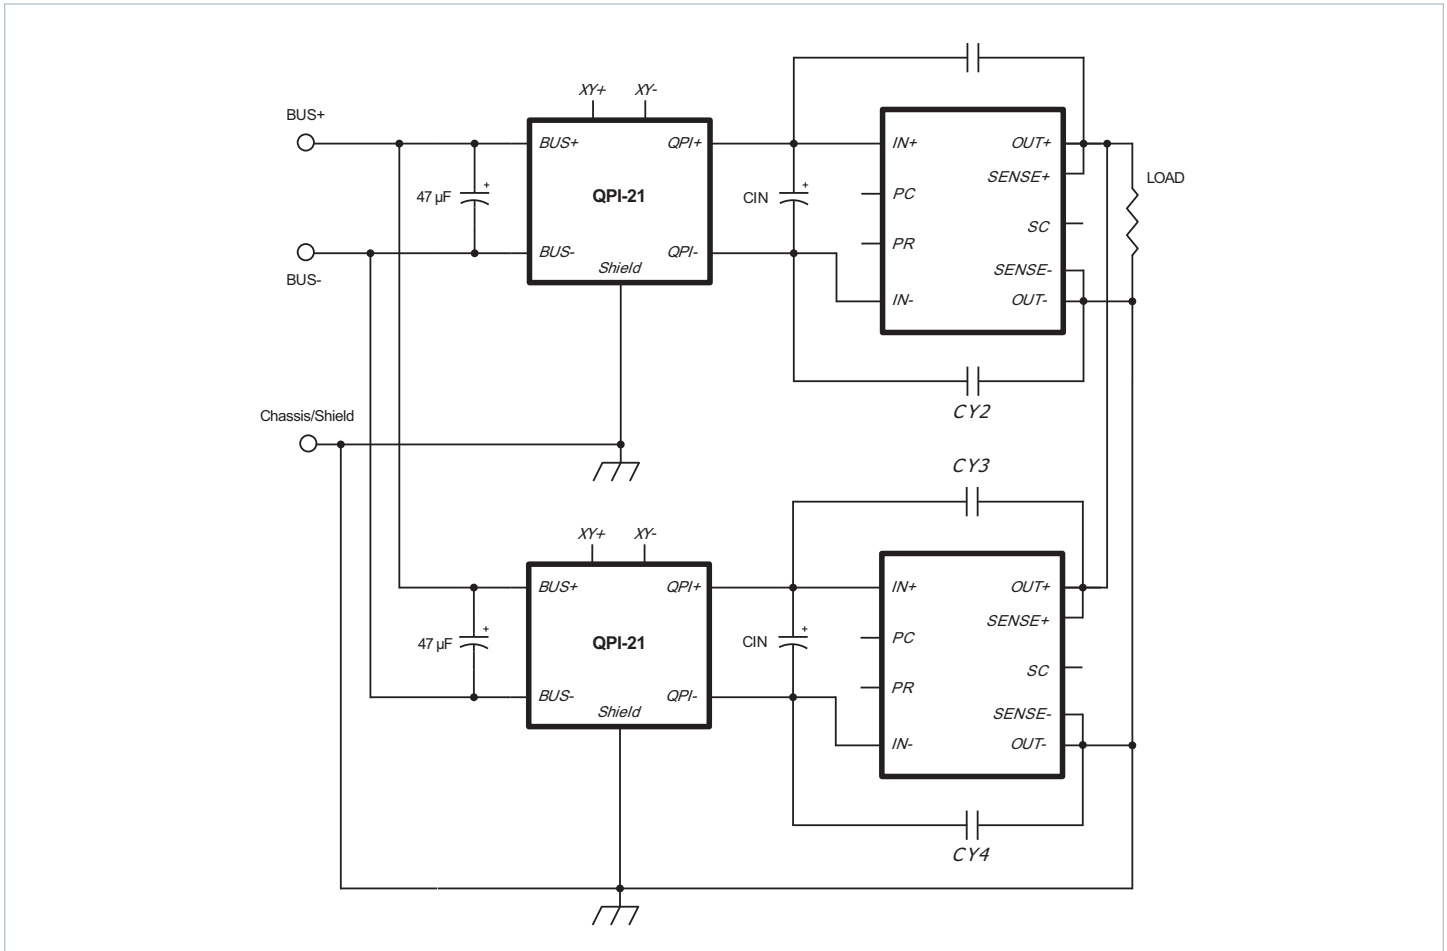 XY+ XY-
BUS+
BUS+ QPI+ IN+ OUT+
SENSE+ LOAD
+ +
47 µF QPI-21 CIN PC
SC
BUS- QPI- PR
BUS- Shield SENSE-
IN- OUT-
CY2
Chassis/Shield
CY3
XY+ XY-
BUS+ QPI+ IN+ OUT+
SENSE+
+ +
47 µF QPI-21 CIN PC
SC
BUS- QPI- PR
Shield SENSE-
IN- OUT-
CY4